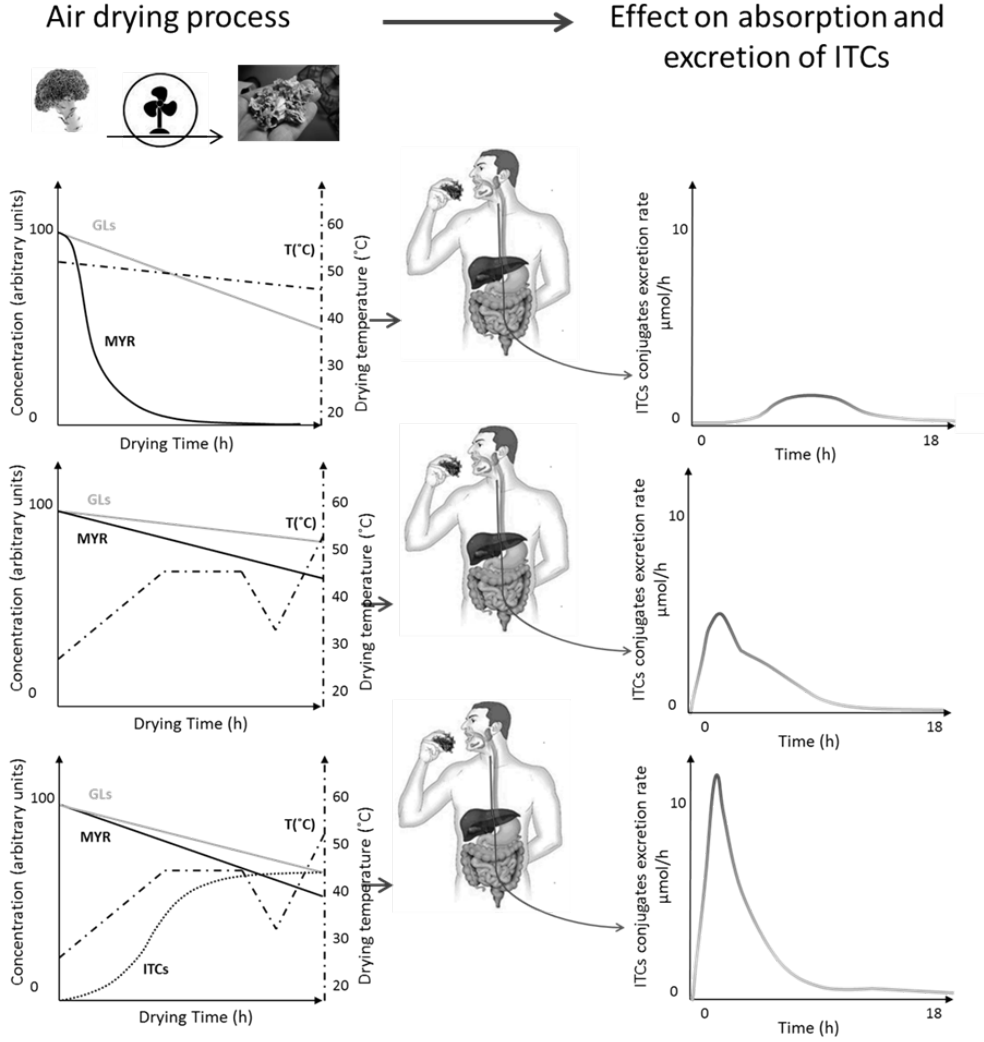 Air drying process
Effect on absorption and
excretion of ITCs
Concentration (arbitrary units)
100
0
GLs
MYR
T(˚C)
60
50
40
30
20
Drying temperature (˚C)
Drying Time (h)
ITCs conjugates excretion rate
µmol/h
10
0
0
18
Time (h)
Concentration (arbitrary units)
100
0
GLs
MYR
T(˚C)
60
50
40
30
20
Drying temperature (˚C)
Drying Time (h)
ITCs conjugates excretion rate
µmol/h
10
0
0
18
Time (h)
Concentration (arbitrary units)
100
0
GLs
MYR
ITCs
T(˚C)
60
50
40
30
20
Drying temperature (˚C)
Drying Time (h)
ITCs conjugates excretion rate
µmol/h
10
0
0
18
Time (h)